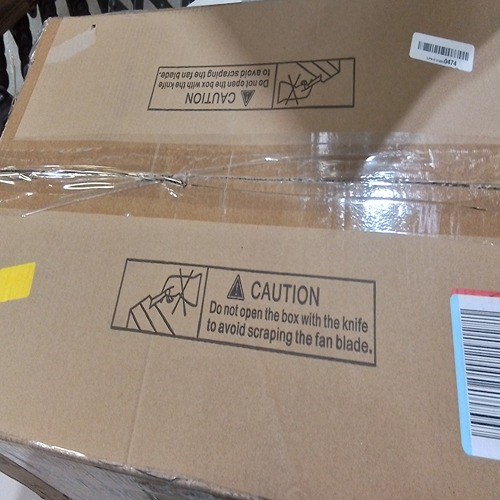 0474
CAUTION
Do not open the box with the knife
to avoid scraping the fan blade.
CAUTION
Do not open the box with the knife
to avoid scraping the fan blade.